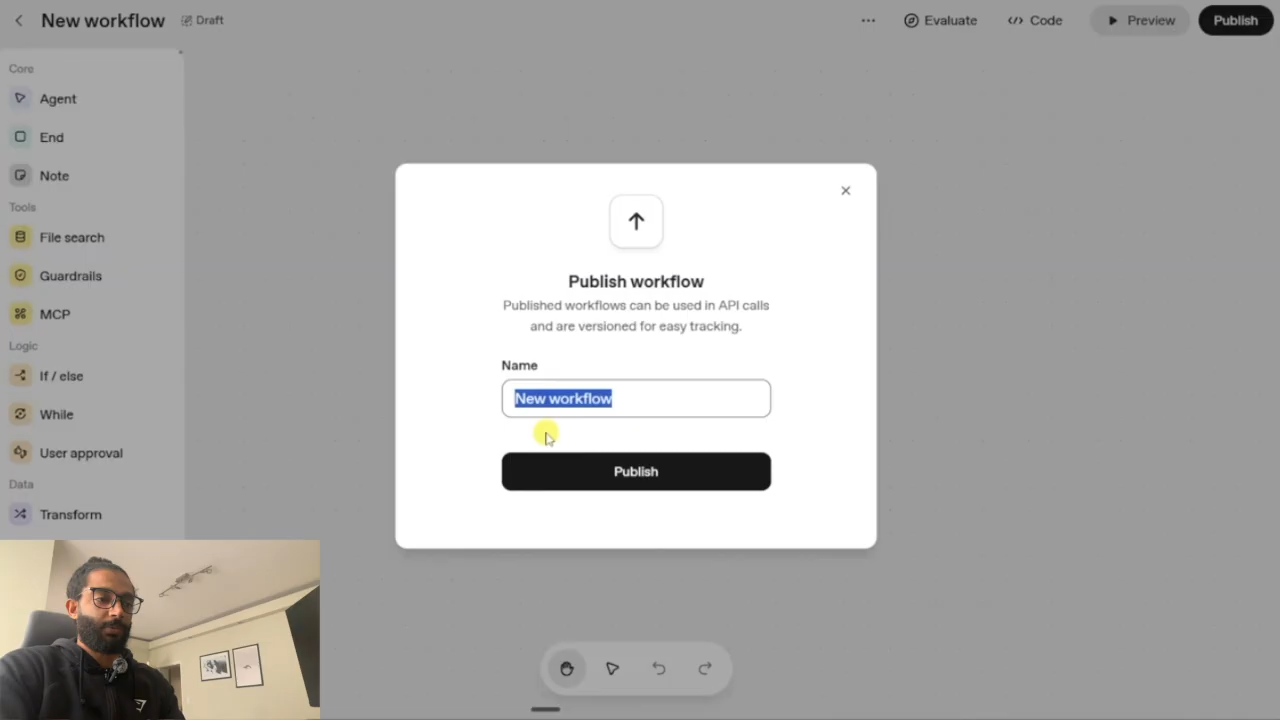 New workflow
Draft
Evaluate
Code
Preview
Publish
Core
Agent
End
Note
Tools
File search
Guardrails
MCP
Logic
If / else
While
User approval
Data
Transform
Publish workflow
Published workflows can be used in API calls
and are versioned for easy tracking.
Name
New workflow
Publish